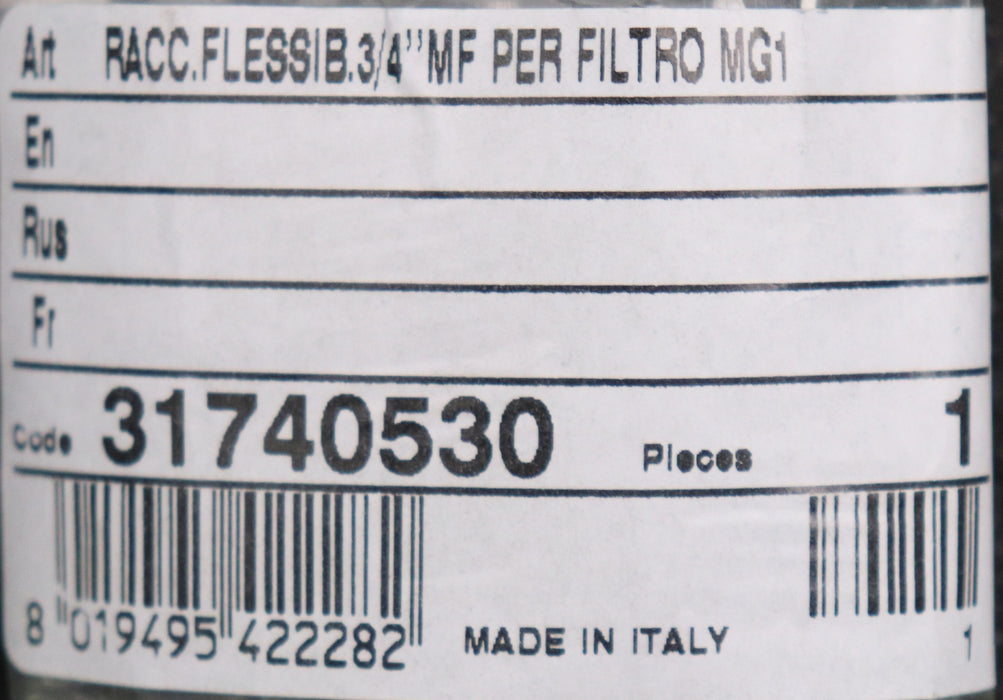 Art RACC.FLESSIB.3/4’’MF PER FILTRO MG1
En
Rus
Fr
Code 31740530 Pieces 1
8 019495 422282 MADE IN ITALY 1